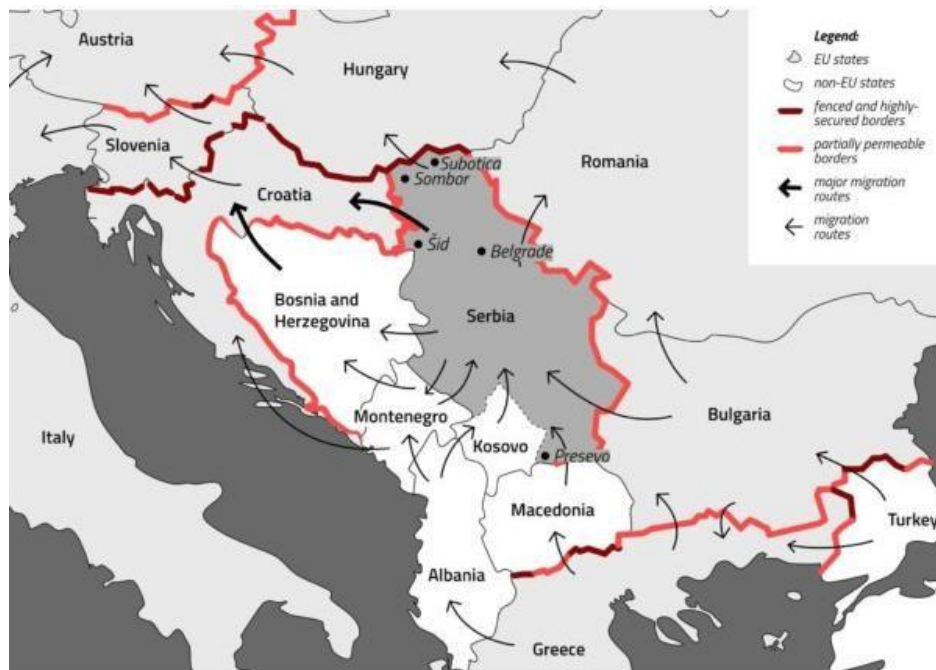 Legend:
EU states
non-EU states
fenced and highly-
secured borders
partially permeable
borders
major migration
routes
migration
routes
Austria
Hungary
Slovenia
Romania
Subotica
Sombor
Croatia
Šid
Belgrade
Bosnia and
Herzegovina
Serbia
Montenegro
Bulgaria
Italy
Kosovo
Presevo
Macedonia
Turkey
Albania
Greece